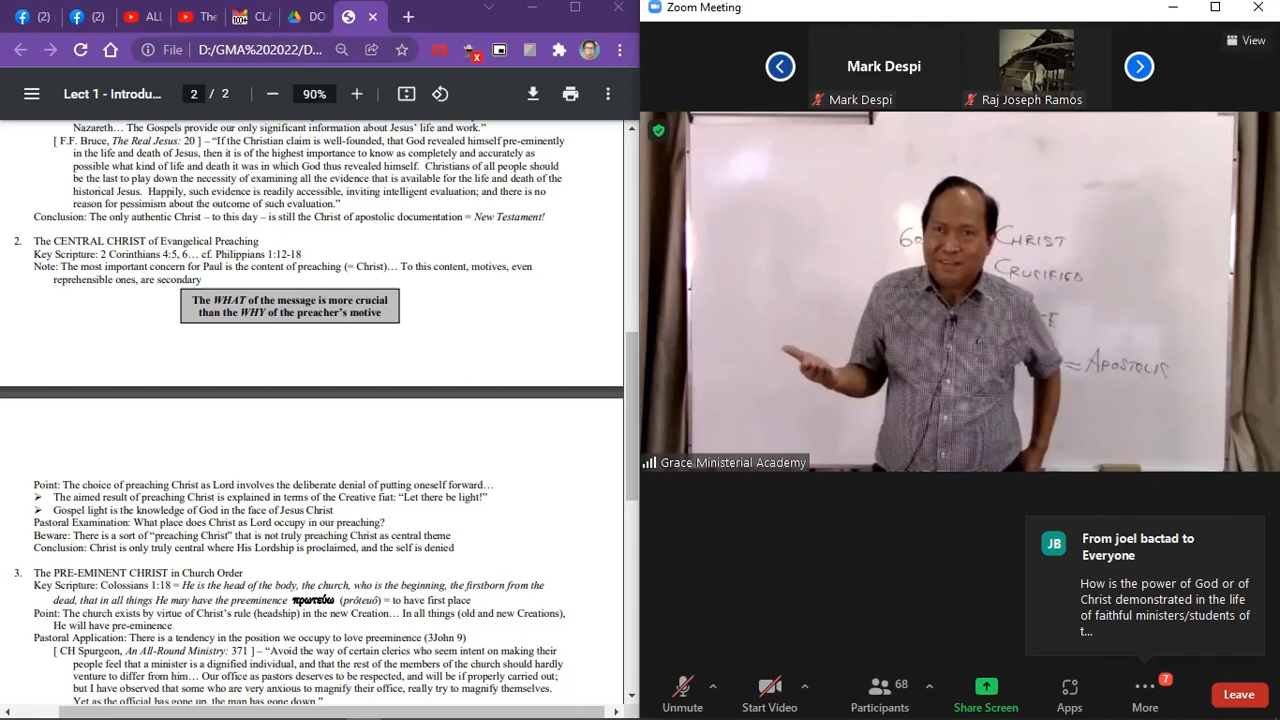 (2)
(2)
ALL
The
100+
CLA
DO
File
D:/GMA%202022/D...
Lect 1 - Introdu...
2 / 2
90%
Nazareth… The Gospels provide our only significant information about Jesus' life and work."
[ F.F. Bruce, The Real Jesus: 20 ] – "If the Christian claim is well-founded, that God revealed himself pre-eminently
in the life and death of Jesus, then it is of the highest importance to know as completely and accurately as
possible what kind of life and death it was in which God thus revealed himself. Christians of all people should
be the last to play down the necessity of examining all the evidence that is available for the life and death of the
historical Jesus. Happily, such evidence is readily accessible, inviting intelligent evaluation; and there is no
reason for pessimism about the outcome of such evaluation."
Conclusion: The only authentic Christ – to this day – is still the Christ of apostolic documentation = New Testament!
2. The CENTRAL CHRIST of Evangelical Preaching
Key Scripture: 2 Corinthians 4:5, 6… cf. Philippians 1:12-18
Note: The most important concern for Paul is the content of preaching (= Christ)… To this content, motives, even
reprehensible ones, are secondary
The WHAT of the message is more crucial
than the WHY of the preacher's motive
Point: The choice of preaching Christ as Lord involves the deliberate denial of putting oneself forward…
➢ The aimed result of preaching Christ is explained in terms of the Creative fiat: "Let there be light!"
➢ Gospel light is the knowledge of God in the face of Jesus Christ
Pastoral Examination: What place does Christ as Lord occupy in our preaching?
Beware: There is a sort of "preaching Christ" that is not truly preaching Christ as central theme
Conclusion: Christ is only truly central where His Lordship is proclaimed, and the self is denied
3. The PRE-EMINENT CHRIST in Church Order
Key Scripture: Colossians 1:18 = He is the head of the body, the church, who is the beginning, the firstborn from the
dead, that in all things He may have the preeminence πρωτεύω (próteuó) = to have first place
Point: The church exists by virtue of Christ's rule (headship) in the new Creation… In all things (old and new Creations),
He will have pre-eminence
Pastoral Application: There is a tendency in the position we occupy to love preeminence (3John 9)
[ CH Spurgeon, An All-Round Ministry: 371 ] – "Avoid the way of certain clerics who seem intent on making their
people feel that a minister is a dignified individual, and that the rest of the members of the church should hardly
venture to differ from him… Our office as pastors deserves to be respected, and will be if properly carried out;
but I have observed that some who are very anxious to magnify their office, really try to magnify themselves.
Yet as the official has gone up, the man has gone down."
Zoom Meeting
View
Mark Despi
Mark Despi
Raj Joseph Ramos
CHRIST
CRUCIFIED
= APOSTOLIC
Grace Ministerial Academy
JB
From joel bactad to
Everyone
How is the power of God or of
Christ demonstrated in the life
of faithful ministers/students of
t...
Unmute
Start Video
68
Participants
Share Screen
Apps
7
More
Leave